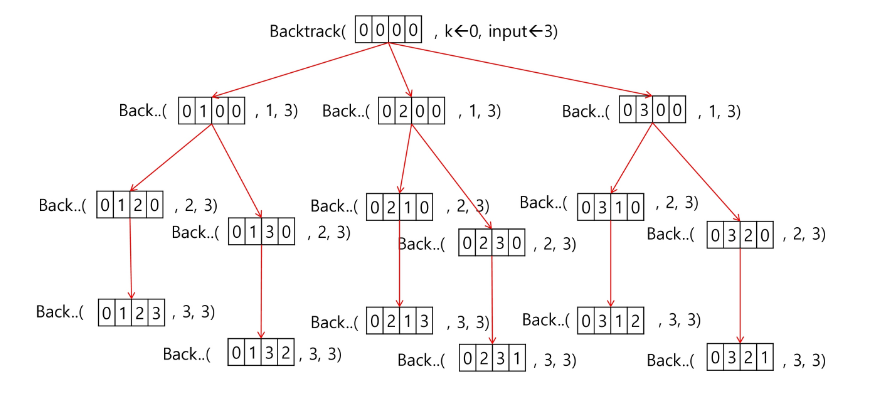 Backtrack( 0 0 0 0 , k←0, input←3)
Back..( 0 1 0 0 , 1, 3)
Back..( 0 2 0 0 , 1, 3)
Back..( 0 3 0 0 , 1, 3)
Back..( 0 1 2 0 , 2, 3)
Back..( 0 1 3 0 , 2, 3)
Back..( 0 2 1 0 , 2, 3)
Back..( 0 2 3 0 , 2, 3)
Back..( 0 3 1 0 , 2, 3)
Back..( 0 3 2 0 , 2, 3)
Back..( 0 1 2 3 , 3, 3)
Back..( 0 1 3 2 , 3, 3)
Back..( 0 2 1 3 , 3, 3)
Back..( 0 2 3 1 , 3, 3)
Back..( 0 3 1 2 , 3, 3)
Back..( 0 3 2 1 , 3, 3)